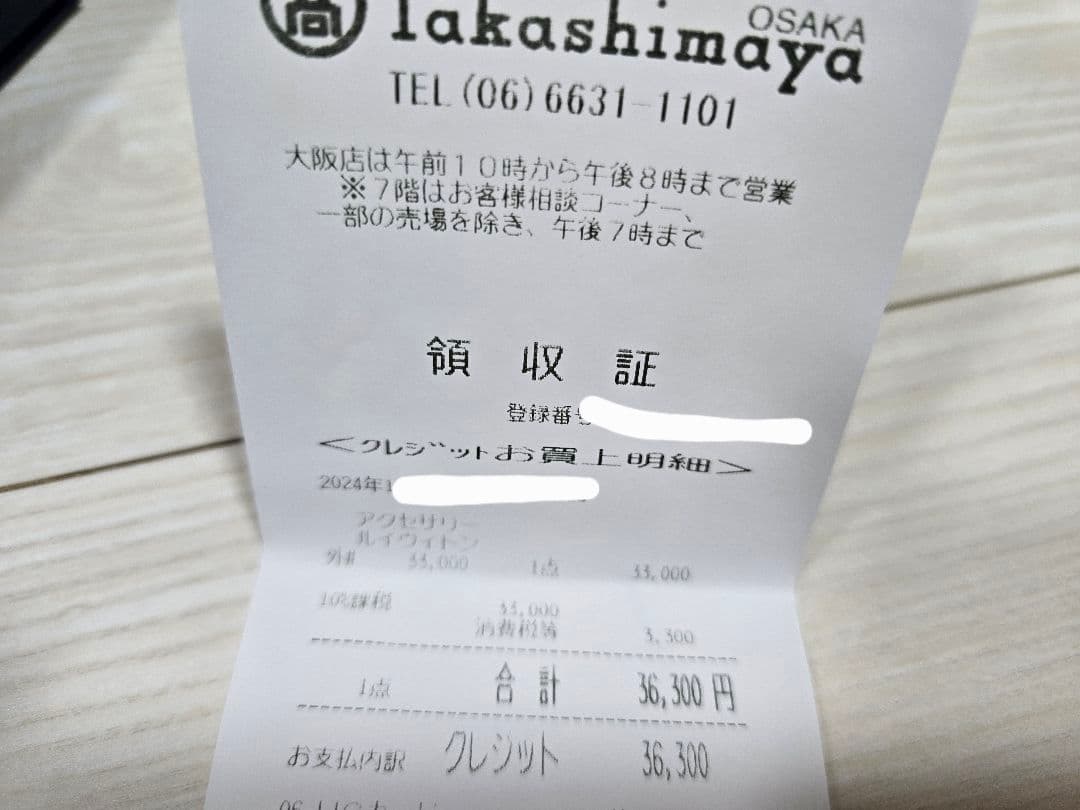 髙 Takashimaya OSAKA
TEL(06)6631-1101
大阪店は午前10時から午後8時まで営業
※7階はお客様相談コーナー、
一部の売場を除き、午後7時まで
領収証
登録番号
<クレジットお買上明細>
2024年1
アクセサリー
ルイヴィトン
外# 33,000 1点 33,000
10%課税 33,000
消費税等 3,300
1点 合計 36,300円
お支払内訳 クレジット 36,300